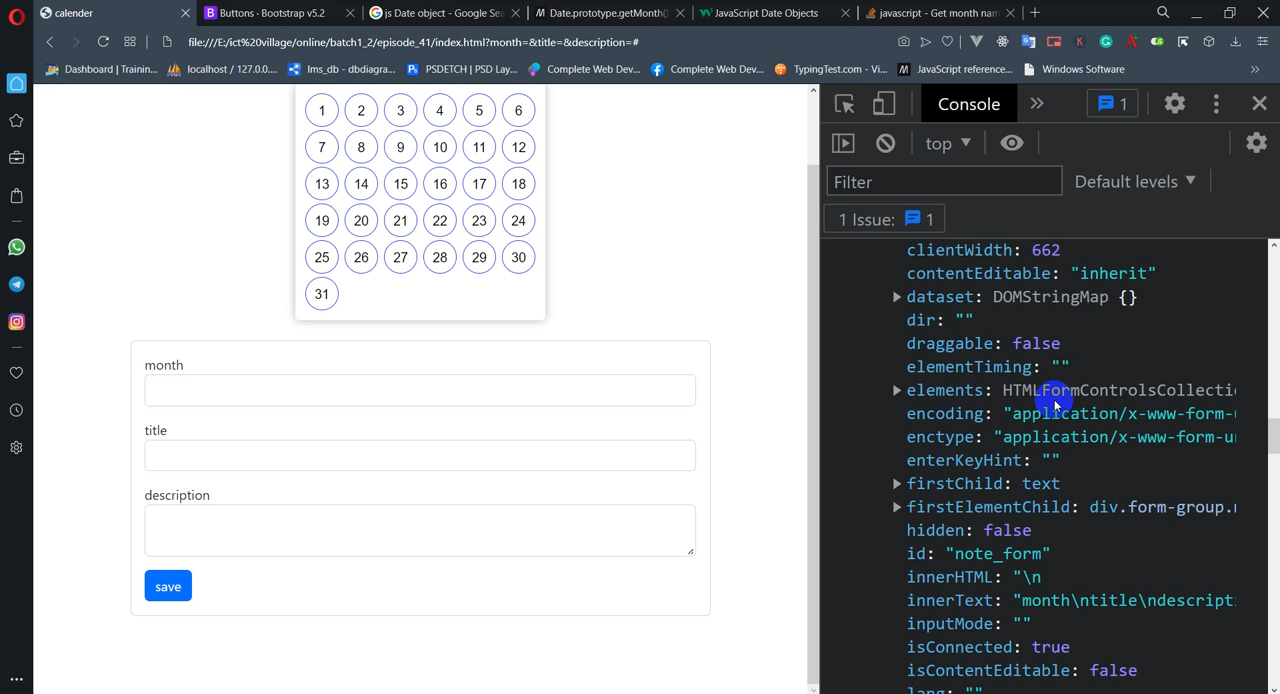 calender
Buttons · Bootstrap v5.2
js Date object - Google Sea
Date.prototype.getMonth()
JavaScript Date Objects
javascript - Get month nam
file:///E:/ict%20village/online/batch1_2/episode_41/index.html?month=&title=&description=#
Dashboard | Trainin...
localhost / 127.0.0....
lms_db - dbdiagra...
PSDETCH | PSD Lay...
Complete Web Dev...
Complete Web Dev...
TypingTest.com - Vi...
JavaScript reference...
Windows Software
1 2 3 4 5 6
7 8 9 10 11 12
13 14 15 16 17 18
19 20 21 22 23 24
25 26 27 28 29 30
31
month
title
description
save
Console
1
top
Filter
Default levels
1 Issue: 1
clientWidth: 662
contentEditable: "inherit"
dataset: DOMStringMap {}
dir: ""
draggable: false
elementTiming: ""
elements: HTMLFormControlsCollectio
encoding: "application/x-www-form-u
enctype: "application/x-www-form-ur
enterKeyHint: ""
firstChild: text
firstElementChild: div.form-group.
hidden: false
id: "note_form"
innerHTML: "\n
innerText: "month\ntitle\ndescript
inputMode: ""
isConnected: true
isContentEditable: false
lang: ""